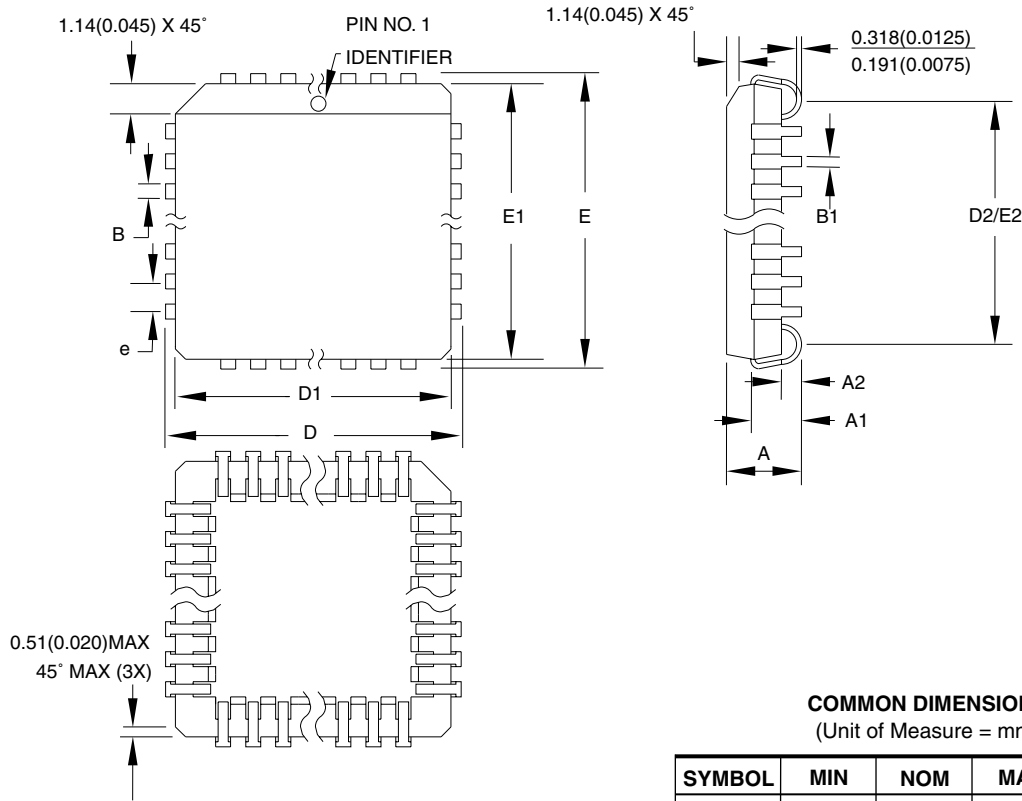 1.14(0.045) X 45˚
PIN NO. 1
IDENTIFIER
1.14(0.045) X 45˚
0.318(0.0125)
0.191(0.0075)
B
e
E1
E
B1
D2/E2
D1
D
A2
A1
A
0.51(0.020)MAX
45˚ MAX (3X)
COMMON DIMENSION
(Unit of Measure = mm
SYMBOL MIN NOM MA